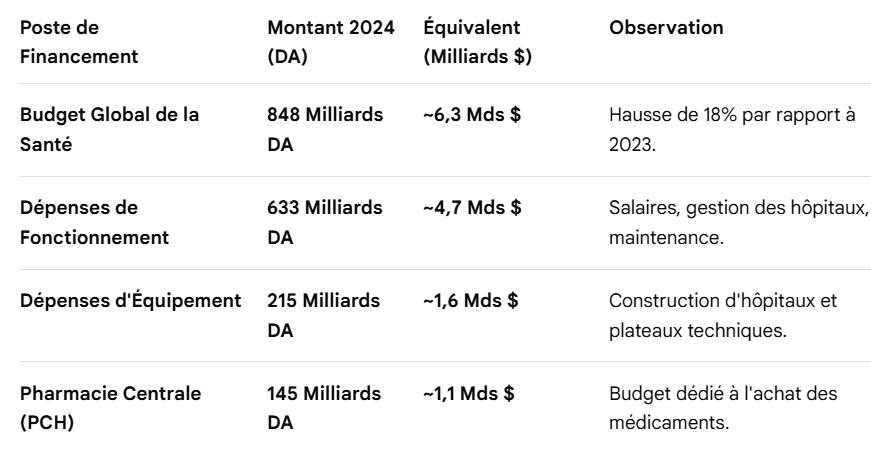 Poste de Financement | Montant 2024 (DA) | Équivalent (Milliards $) | Observation
Budget Global de la Santé | 848 Milliards DA | ~6,3 Mds $ | Hausse de 18% par rapport à 2023.
Dépenses de Fonctionnement | 633 Milliards DA | ~4,7 Mds $ | Salaires, gestion des hôpitaux, maintenance.
Dépenses d'Équipement | 215 Milliards DA | ~1,6 Mds $ | Construction d'hôpitaux et plateaux techniques.
Pharmacie Centrale (PCH) | 145 Milliards DA | ~1,1 Mds $ | Budget dédié à l'achat des médicaments.